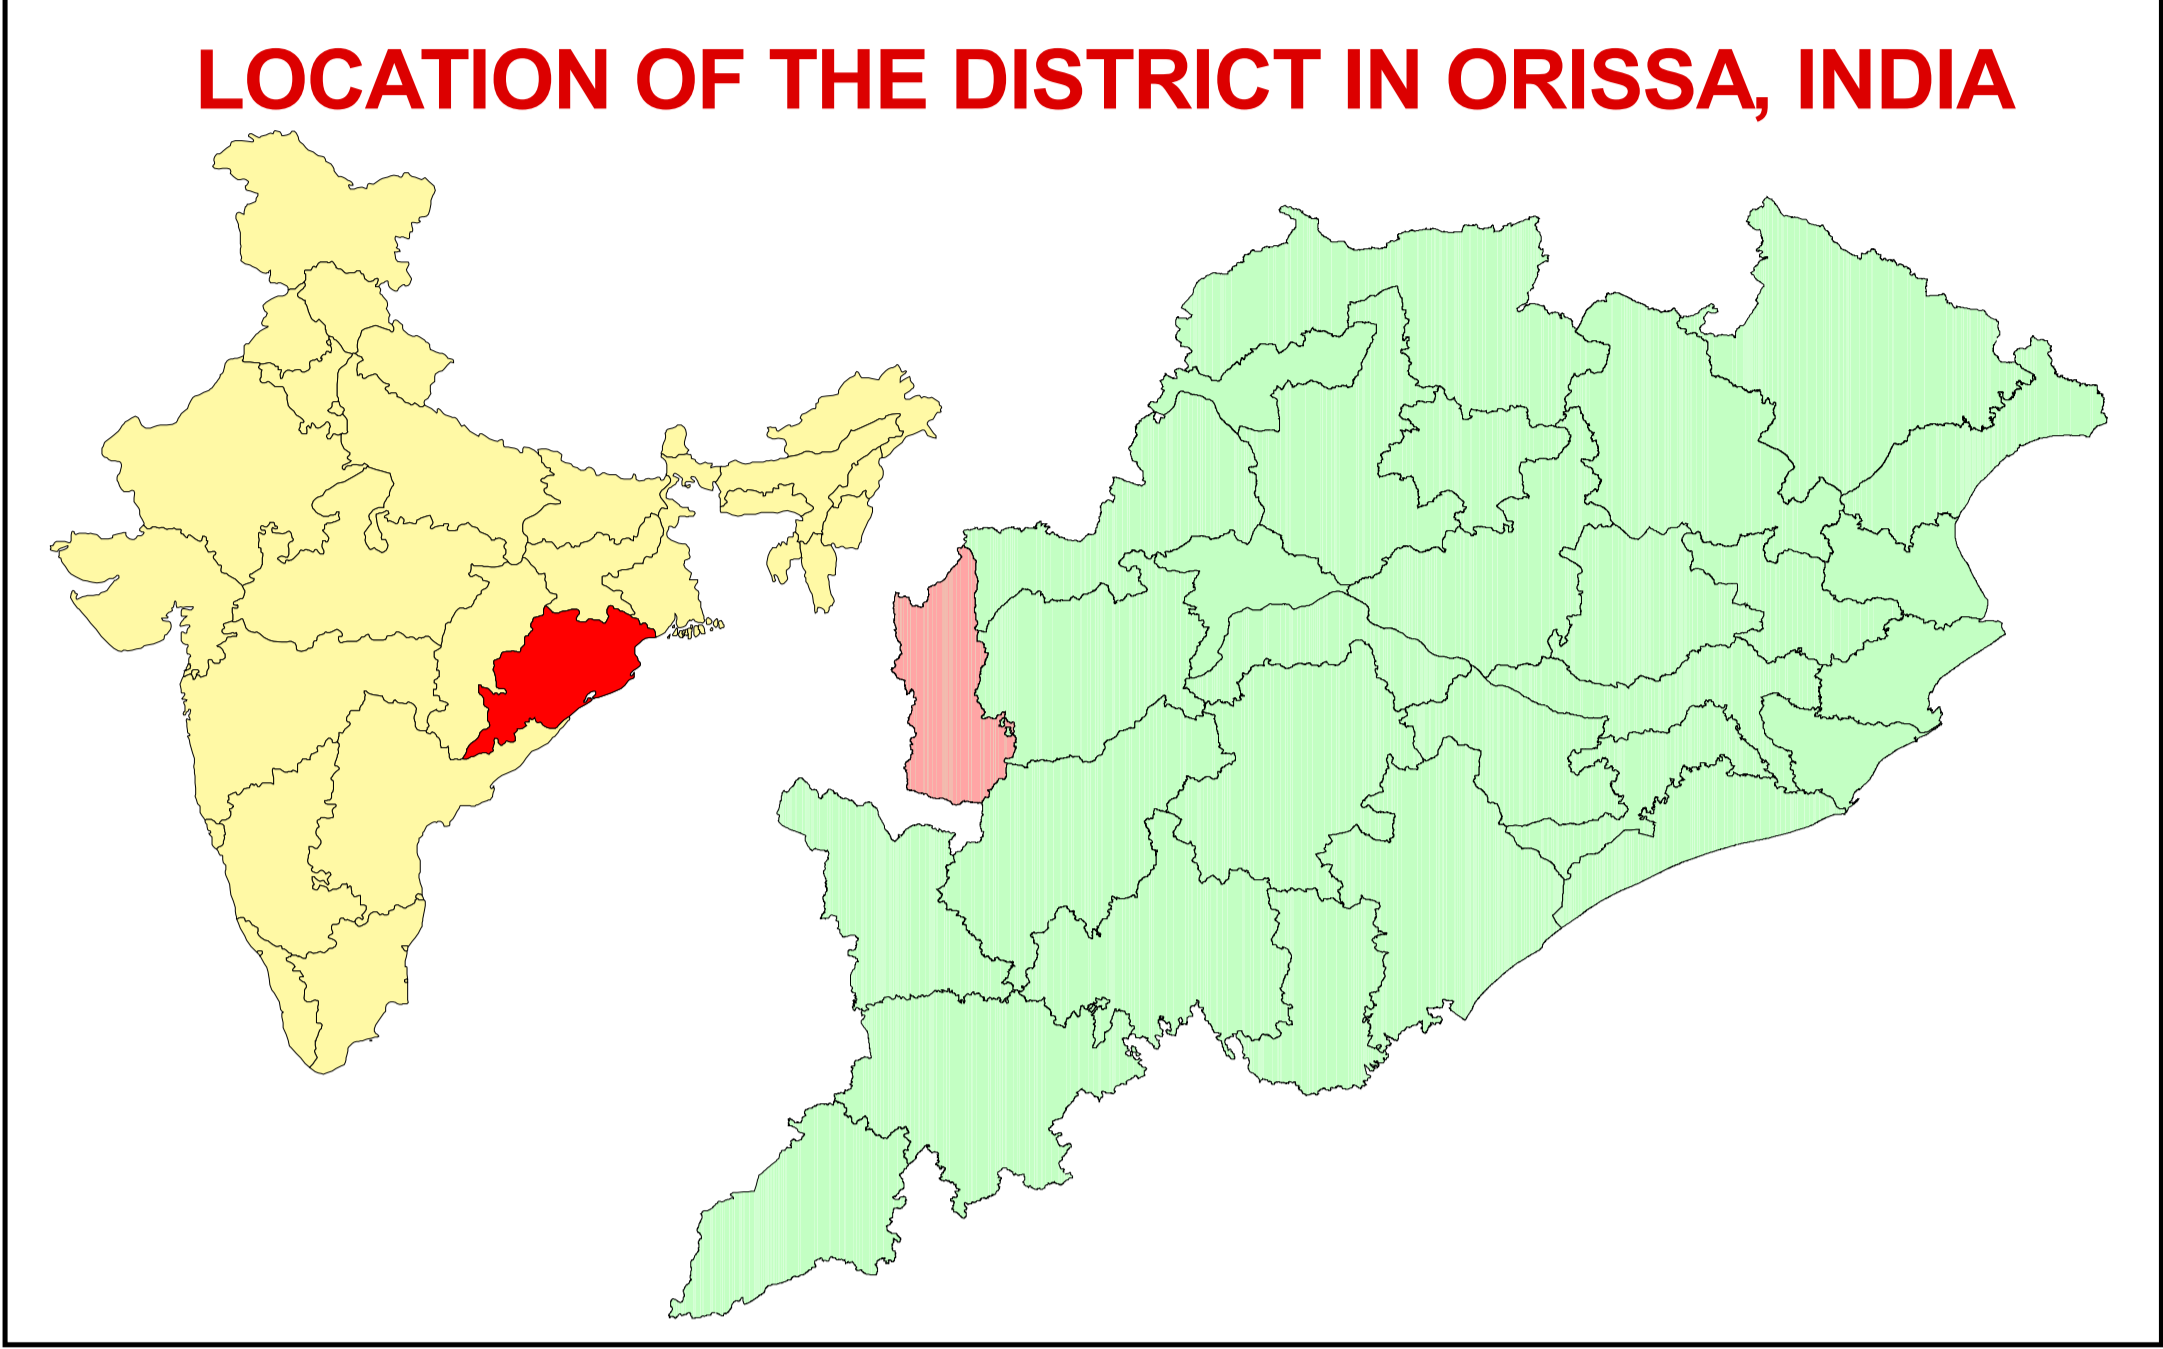 LOCATION OF THE DISTRICT IN ORISSA, INDIA